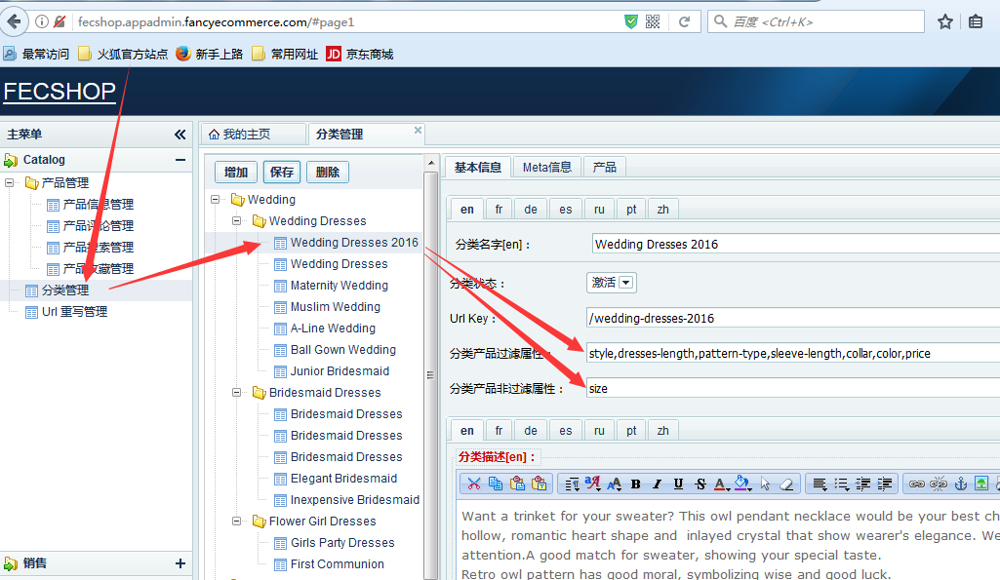 fecshop.appadmin.fancyecommerce.com/#page1
百度 <Ctrl+K>
最常访问 火狐官方站点 新手上路 常用网址 JD 京东商城
FECSHOP
主菜单
Catalog
产品管理
产品信息管理
产品评论管理
产品搜索管理
产品收藏管理
分类管理
Url 重写管理
销售
我的主页 分类管理
增加 保存 删除
Wedding
Wedding Dresses
Wedding Dresses 2016
Wedding Dresses
Maternity Wedding
Muslim Wedding
A-Line Wedding
Ball Gown Wedding
Junior Bridesmaid
Bridesmaid Dresses
Bridesmaid Dresses
Bridesmaid Dresses
Bridesmaid Dresses
Elegant Bridesmaid
Inexpensive Bridesmaid
Flower Girl Dresses
Girls Party Dresses
First Communion
基本信息 Meta信息 产品
en fr de es ru pt zh
分类名字[en]： Wedding Dresses 2016
分类状态： 激活
Url Key： /wedding-dresses-2016
分类产品过滤属性： style,dresses-length,pattern-type,sleeve-length,collar,color,price
分类产品非过滤属性： size
en fr de es ru pt zh
分类描述[en]：
Want a trinket for your sweater? This owl pendant necklace would be your best ch
hollow, romantic heart shape and inlayed crystal that show wearer's elegance. We
attention.A good match for sweater, showing your special taste.
Retro owl pattern has good moral, symbolizing wise and good luck.